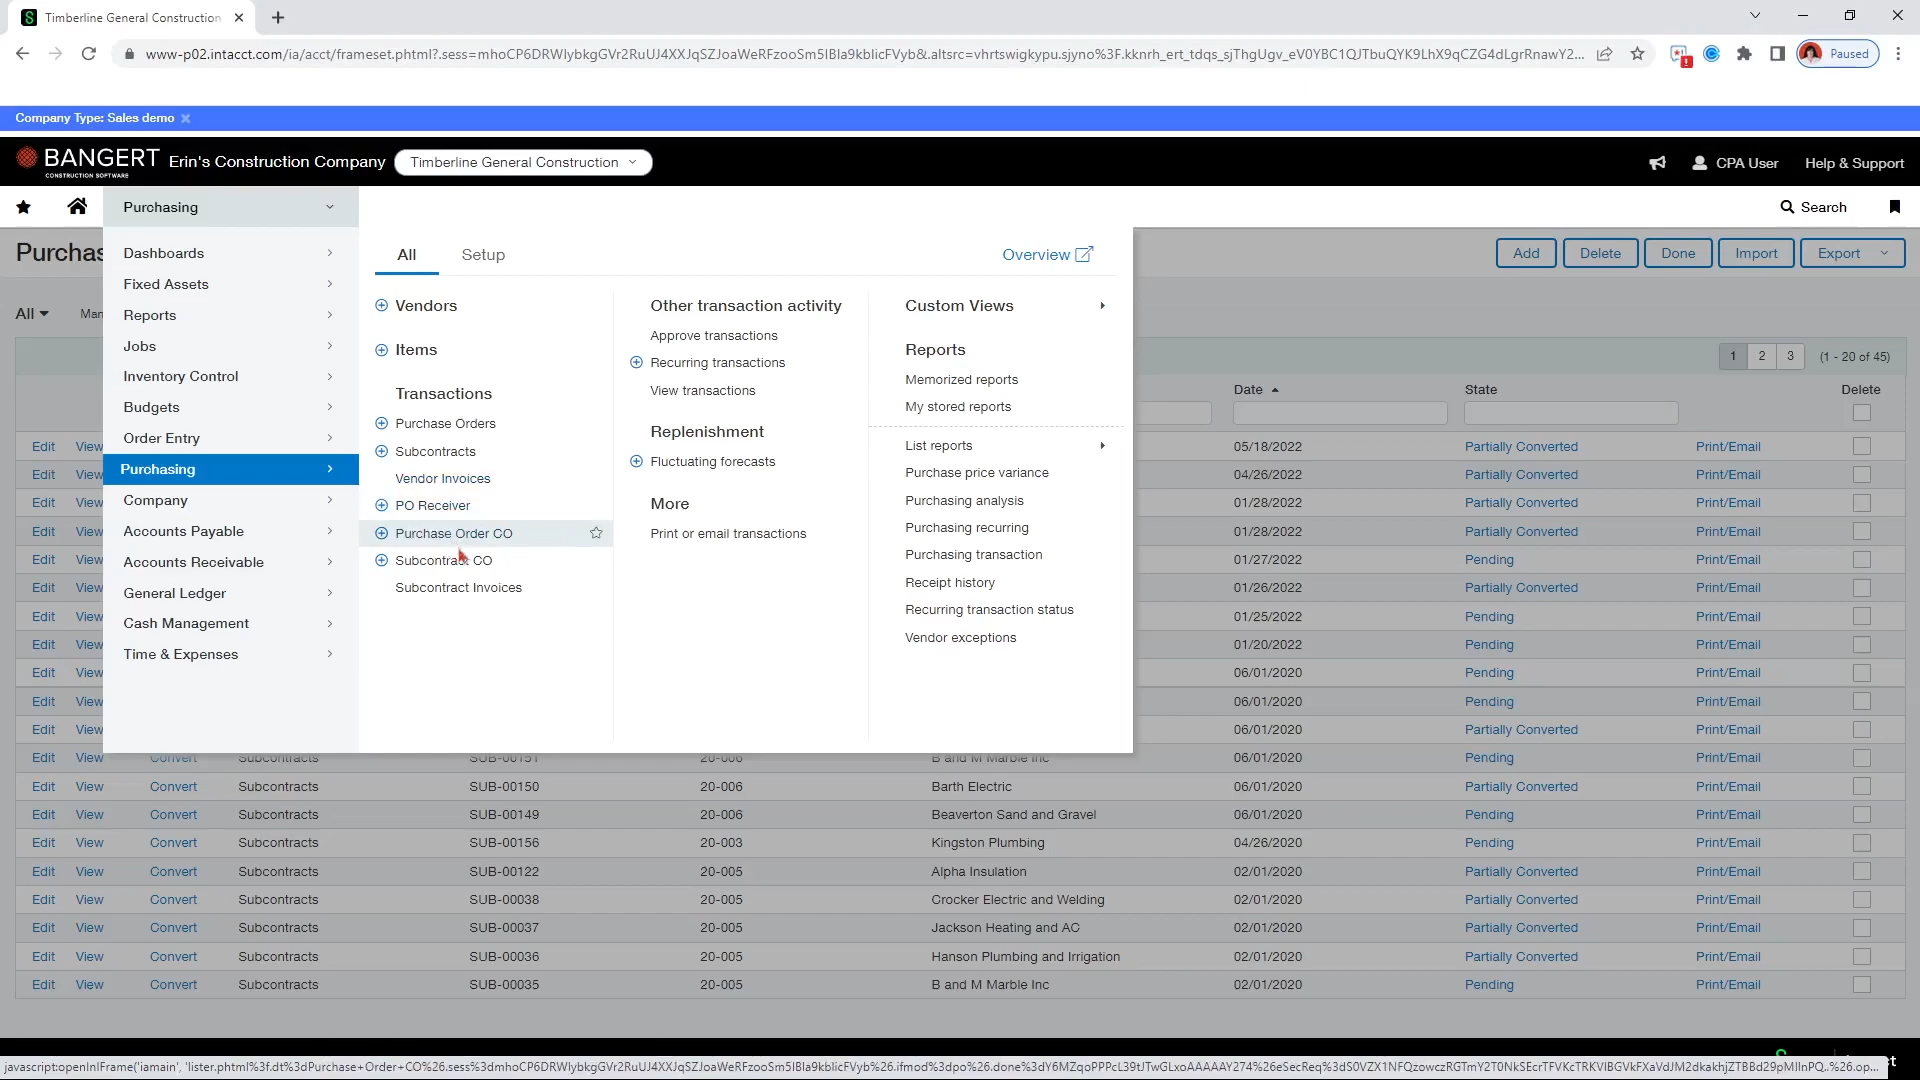 Timberline General Construction
www-p02.intacct.com/ia/acct/frameset.phtml?.sess=
Paused
Company Type: Sales demo
BANGERT
CONSTRUCTION SOFTWARE
Erin's Construction Company
Timberline General Construction
CPA User
Help & Support
Purchasing
Search
Purchas
Add
Delete
Done
Import
Export
All
Man
1
2
3
(1 - 20 of 45)
Date
State
Delete
Dashboards
Fixed Assets
Reports
Jobs
Inventory Control
Budgets
Order Entry
Purchasing
Company
Accounts Payable
Accounts Receivable
General Ledger
Cash Management
Time & Expenses
All
Setup
Overview
Vendors
Items
Transactions
Purchase Orders
Subcontracts
Vendor Invoices
PO Receiver
Purchase Order CO
Subcontract CO
Subcontract Invoices
Other transaction activity
Approve transactions
Recurring transactions
View transactions
Replenishment
Fluctuating forecasts
More
Print or email transactions
Custom Views
Reports
Memorized reports
My stored reports
List reports
Purchase price variance
Purchasing analysis
Purchasing recurring
Purchasing transaction
Receipt history
Recurring transaction status
Vendor exceptions
Edit View 05/18/2022 Partially Converted Print/Email
Edit View 04/26/2022 Partially Converted Print/Email
Edit View 01/28/2022 Partially Converted Print/Email
Edit View 01/28/2022 Partially Converted Print/Email
Edit View 01/27/2022 Pending Print/Email
Edit View 01/26/2022 Partially Converted Print/Email
Edit View 01/25/2022 Pending Print/Email
Edit View 01/20/2022 Pending Print/Email
Edit View 06/01/2020 Pending Print/Email
Edit View 06/01/2020 Pending Print/Email
Edit View 06/01/2020 Partially Converted Print/Email
Edit View Convert Subcontracts SUB-00151 20-006 B and M Marble Inc 06/01/2020 Pending Print/Email
Edit View Convert Subcontracts SUB-00150 20-006 Barth Electric 06/01/2020 Partially Converted Print/Email
Edit View Convert Subcontracts SUB-00149 20-006 Beaverton Sand and Gravel 06/01/2020 Pending Print/Email
Edit View Convert Subcontracts SUB-00156 20-003 Kingston Plumbing 04/26/2020 Pending Print/Email
Edit View Convert Subcontracts SUB-00122 20-005 Alpha Insulation 02/01/2020 Partially Converted Print/Email
Edit View Convert Subcontracts SUB-00038 20-005 Crocker Electric and Welding 02/01/2020 Partially Converted Print/Email
Edit View Convert Subcontracts SUB-00037 20-005 Jackson Heating and AC 02/01/2020 Partially Converted Print/Email
Edit View Convert Subcontracts SUB-00036 20-005 Hanson Plumbing and Irrigation 02/01/2020 Partially Converted Print/Email
Edit View Convert Subcontracts SUB-00035 20-005 B and M Marble Inc 02/01/2020 Pending Print/Email